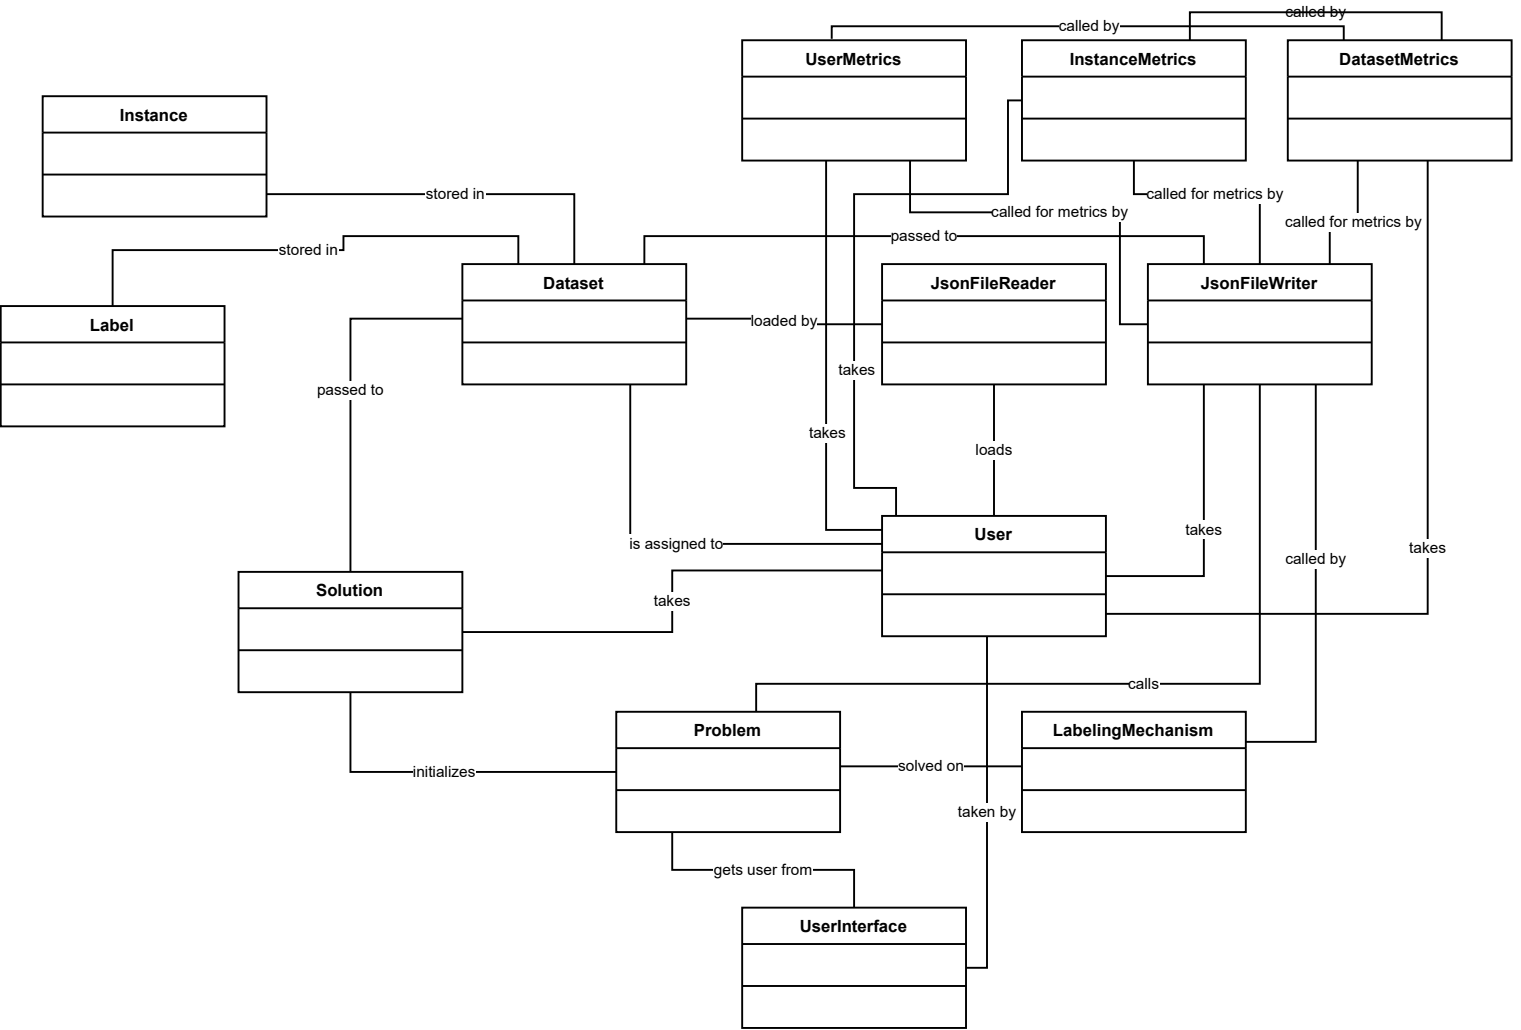 called by
called by
UserMetrics
InstanceMetrics
DatasetMetrics
Instance
stored in
called for metrics by
called for metrics by
called for metrics by
stored in
passed to
Dataset
JsonFileReader
JsonFileWriter
Label
loaded by
passed to
takes
takes
loads
takes
User
is assigned to
takes
called by
Solution
takes
calls
Problem
LabelingMechanism
initializes
solved on
taken by
gets user from
UserInterface